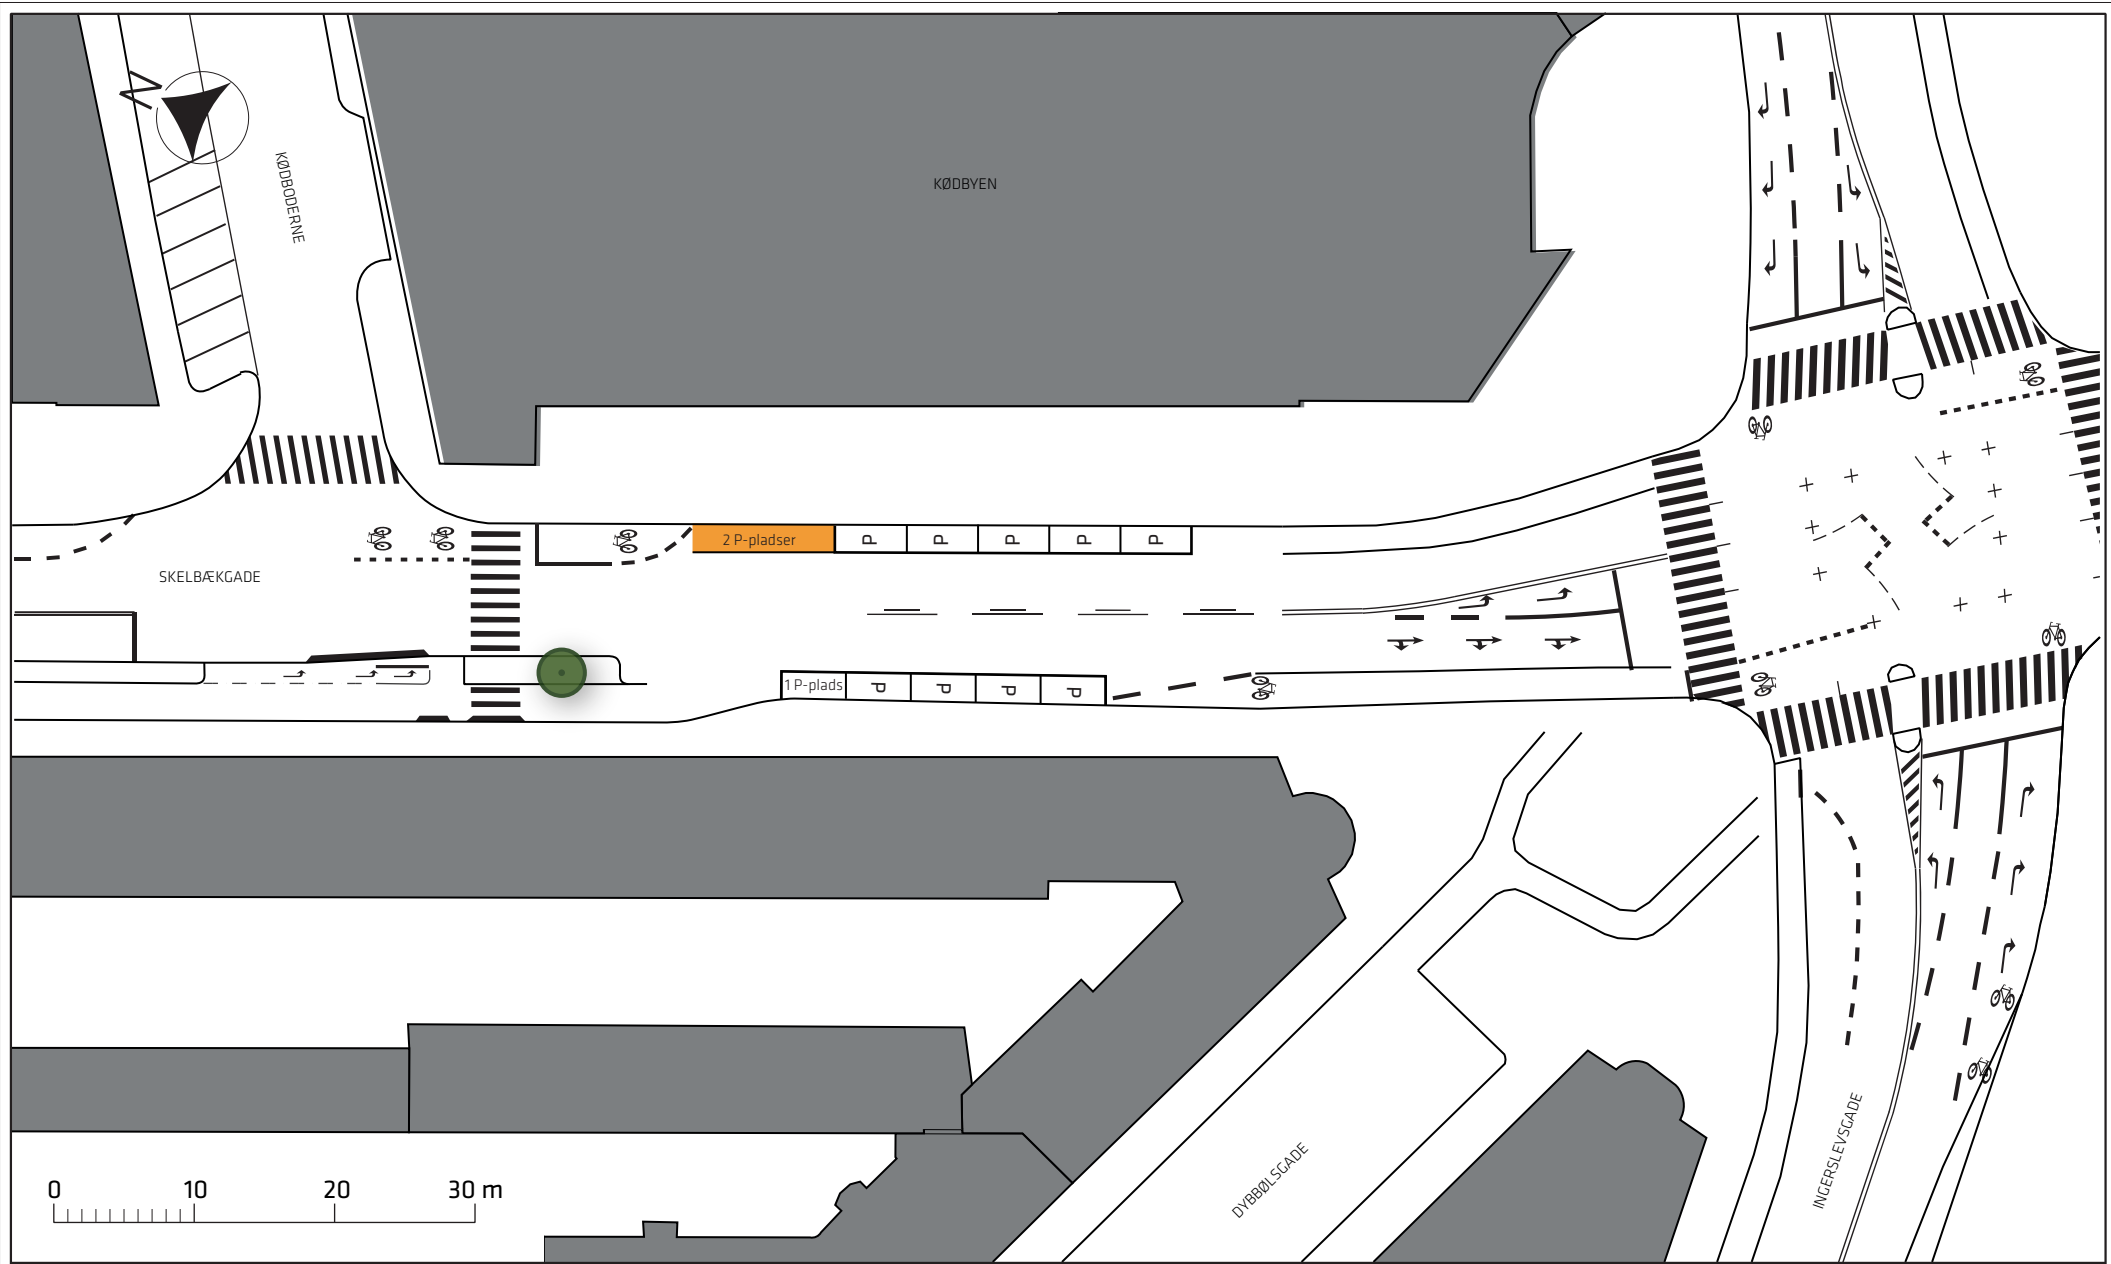 N
KØDBODERNE
KØDBYEN
SKELBÆKGADE
2 P-pladser P P P P P
1 P-plads P P P P
DYBBØLSGADE
INGERSLEVSGADE
0 10 20 30 m